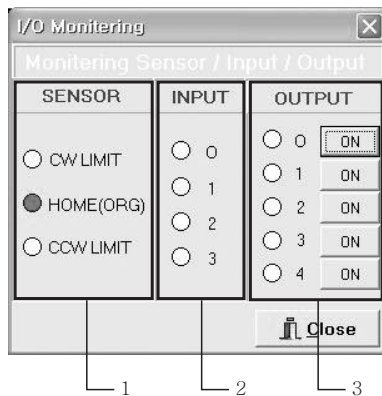 I/O Monitering
Monitering Sensor / Input / Output
SENSOR
CW LIMIT
HOME(ORG)
CCW LIMIT
INPUT
0
1
2
3
OUTPUT
0 ON
1 ON
2 ON
3 ON
4 ON
Close
1 2 3